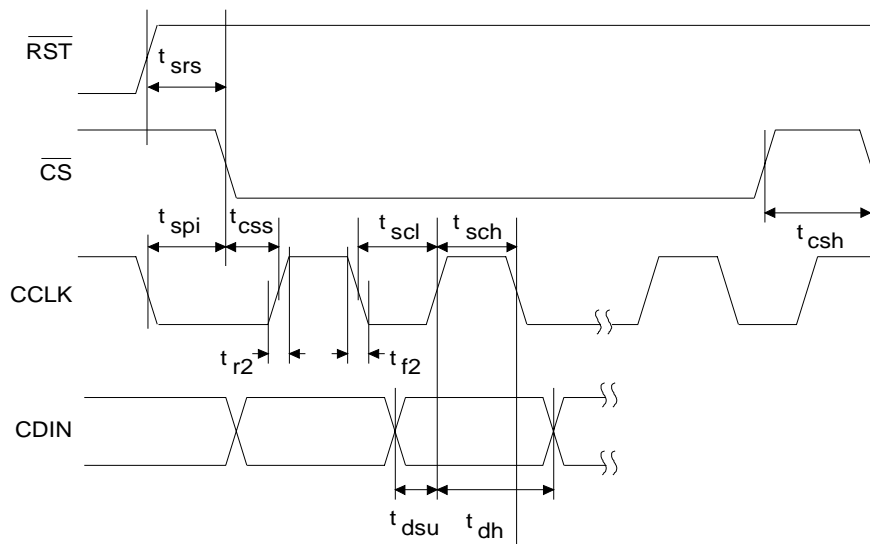 RST
t srs
CS
t spi
t css
t scl
t sch
t csh
CCLK
t r2
t f2
CDIN
t dsu
t dh